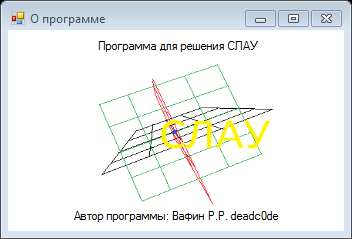 О программе
Программа для решения СЛАУ
СЛАУ
Автор программы: Вафин Р.Р. deadc0de